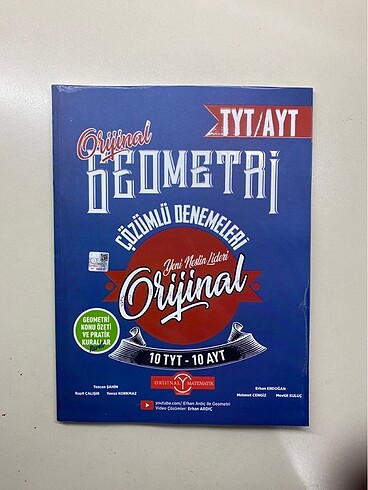 TYT/AYT
Orijinal
GEOMETRİ
ÇÖZÜMLÜ DENEMELERİ
Yeni Neslin Lideri
Orijinal
GEOMETRİ
KONU ÖZETİ
VE PRATİK
KURALLAR
10 TYT - 10 AYT
ORİJİNAL MATEMATİK
Tezcan ŞAHİN
Raşit ÇALIŞIR Yavuz KORKMAZ
Erhan ERDOĞAN
Mehmet CENGİZ Mevlüt KULUÇ
youtube.com/ Erhan Ardıç ile Geometri
Video Çözümler: Erhan ARDIÇ